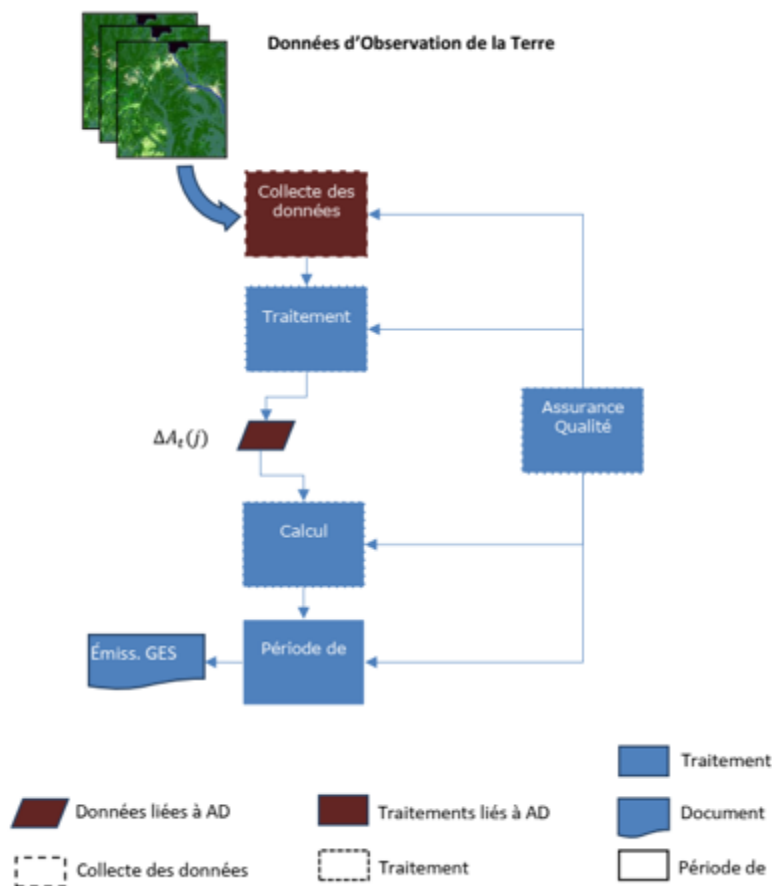 Données d'Observation de la Terre
Collecte des
données
Traitement
Assurance
Qualité
ΔAₜ(j)
Calcul
Période de
Émiss. GES
Traitement
Données liées à AD
Traitements liés à AD
Document
Collecte des données
Traitement
Période de